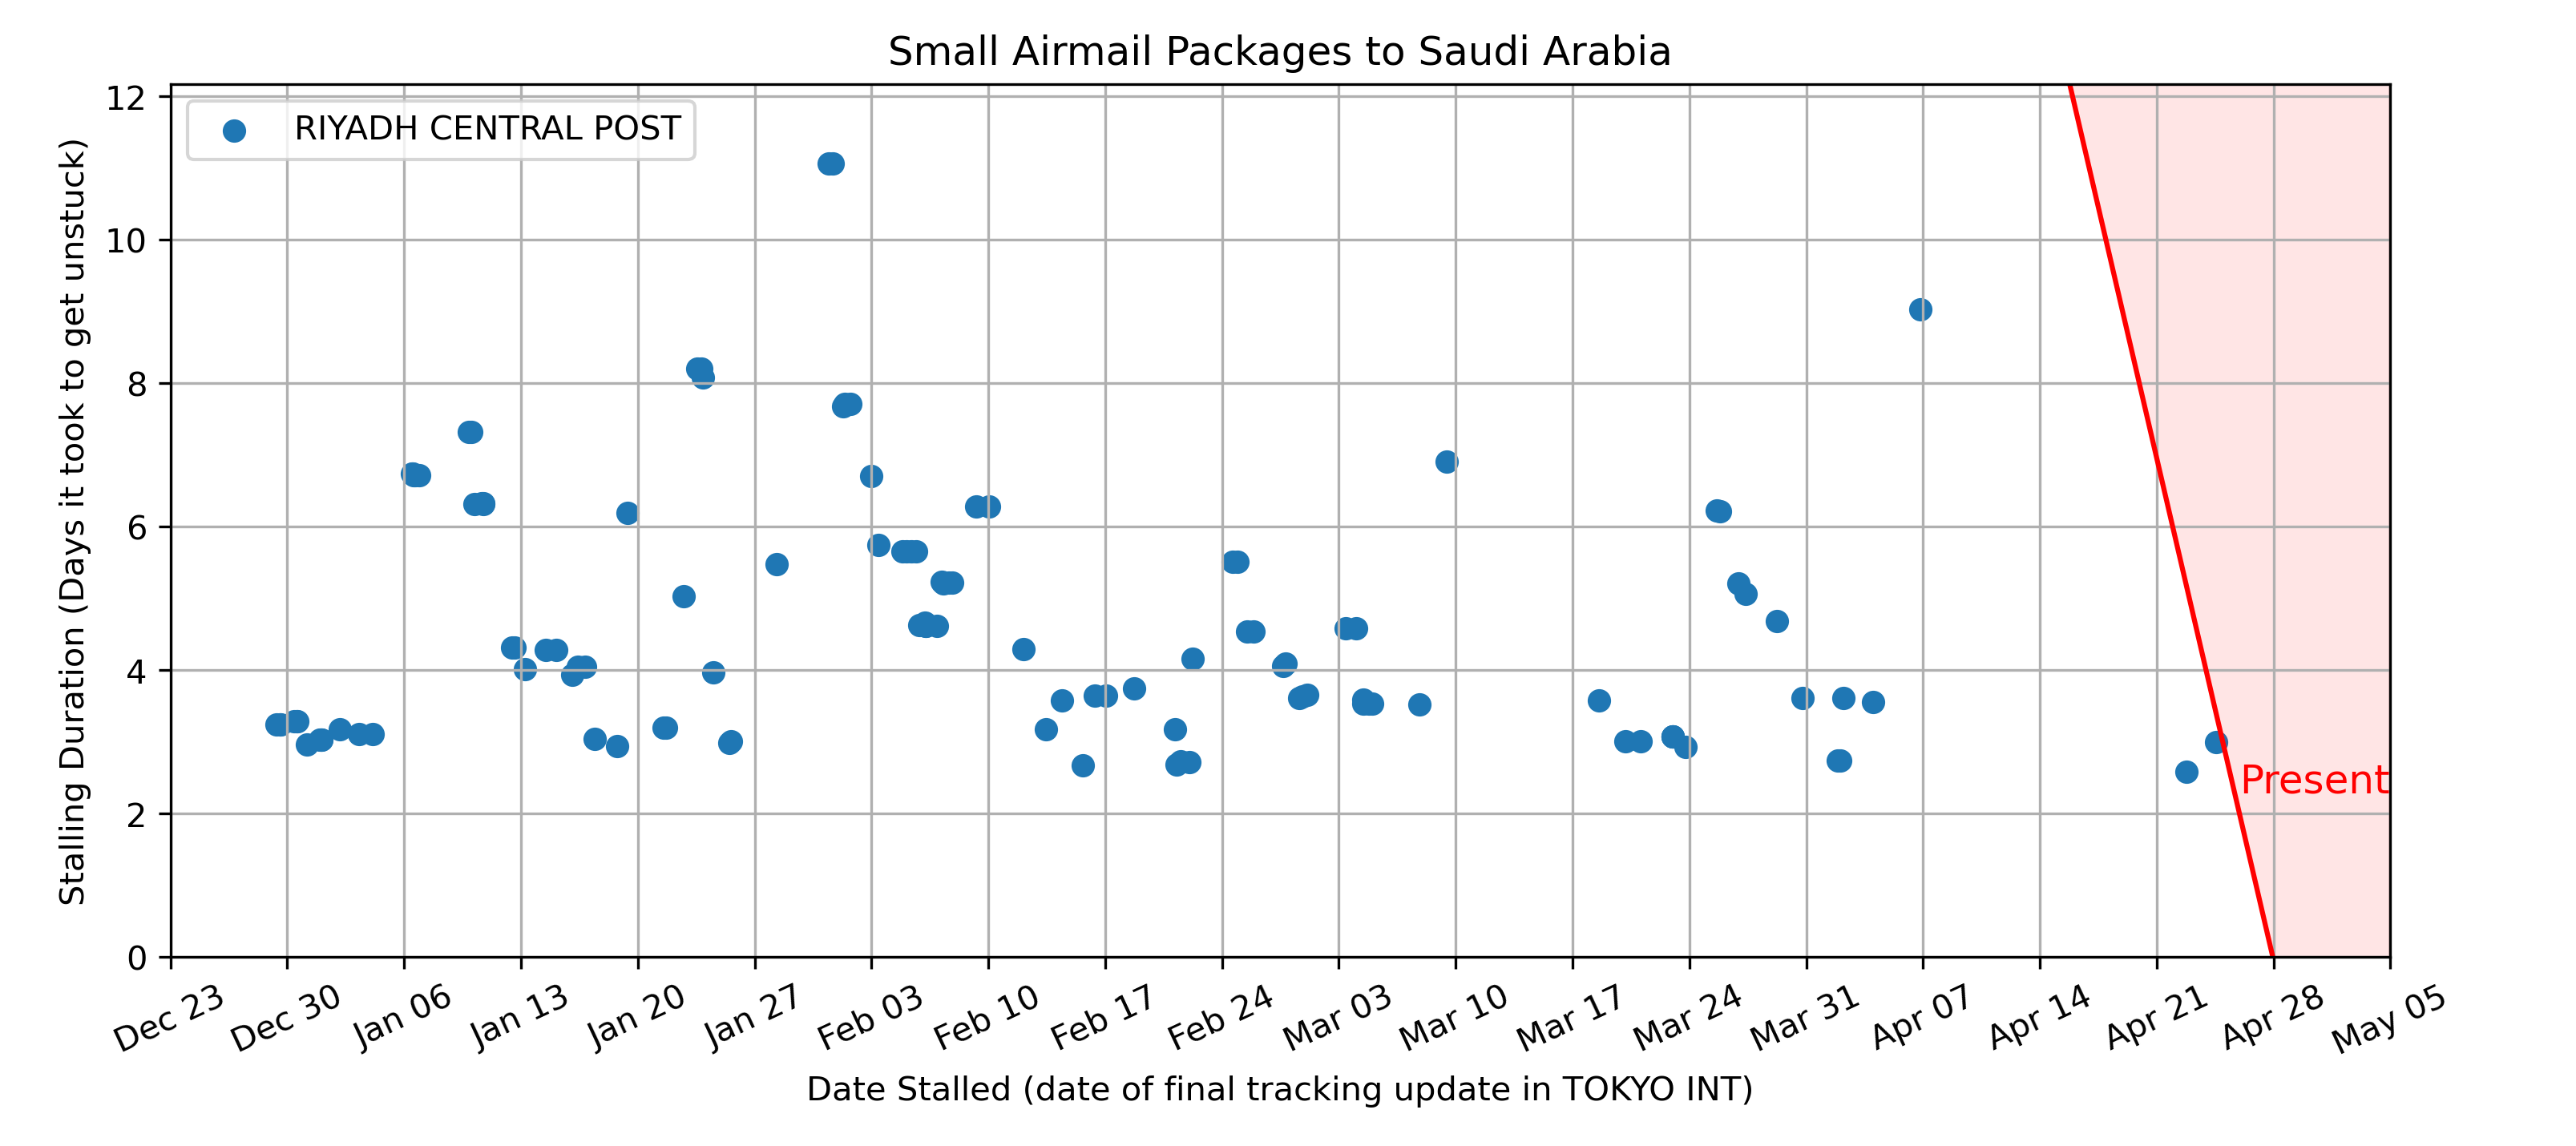 Small Airmail Packages to Saudi Arabia
RIYADH CENTRAL POST
Stalling Duration (Days it took to get unstuck)
12
10
8
6
4
2
0
Present
Dec 23
Dec 30
Jan 06
Jan 13
Jan 20
Jan 27
Feb 03
Feb 10
Feb 17
Feb 24
Mar 03
Mar 10
Mar 17
Mar 24
Mar 31
Apr 07
Apr 14
Apr 21
Apr 28
May 05
Date Stalled (date of final tracking update in TOKYO INT)